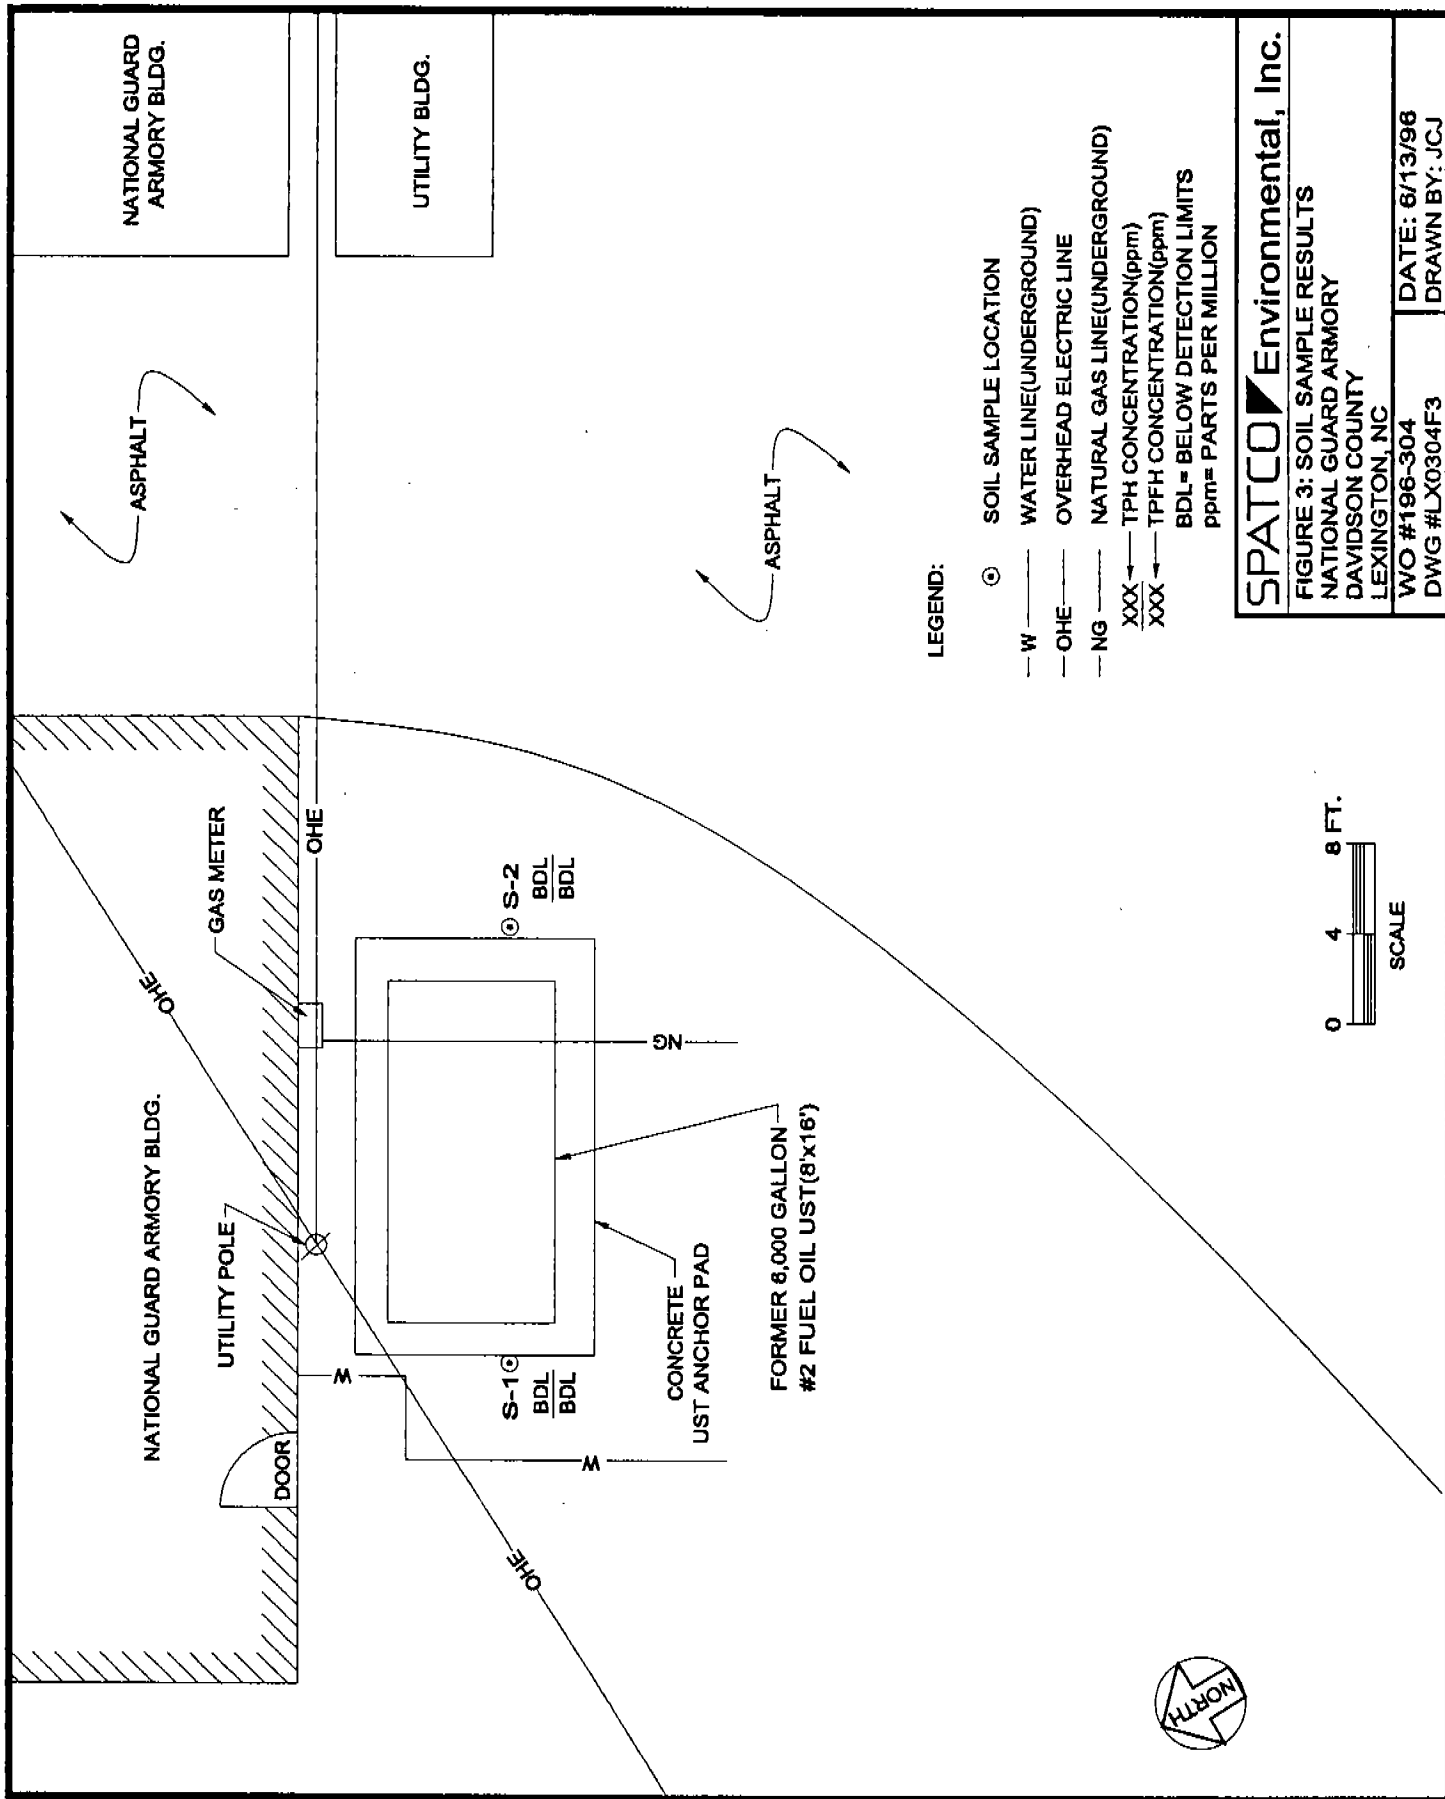 NATIONAL GUARD ARMORY BLDG.
DOOR
UTILITY POLE
GAS METER
OHE
OHE
OHE
W
W
NG
S-1
BDL
BDL
S-2
BDL
BDL
CONCRETE
UST ANCHOR PAD
FORMER 6,000 GALLON
#2 FUEL OIL UST(8'x16')
ASPHALT
ASPHALT
NATIONAL GUARD
ARMORY BLDG.
UTILITY BLDG.
NORTH
0 4 8 FT.
SCALE
LEGEND:
SOIL SAMPLE LOCATION
W WATER LINE(UNDERGROUND)
OHE OVERHEAD ELECTRIC LINE
NG NATURAL GAS LINE(UNDERGROUND)
XXX TPH CONCENTRATION(ppm)
XXX TPFH CONCENTRATION(ppm)
BDL= BELOW DETECTION LIMITS
ppm= PARTS PER MILLION
SPATCO Environmental, Inc.
FIGURE 3: SOIL SAMPLE RESULTS
NATIONAL GUARD ARMORY
DAVIDSON COUNTY
LEXINGTON, NC
WO #196-304 DATE: 6/13/96
DWG #LX0304F3 DRAWN BY: JCJ